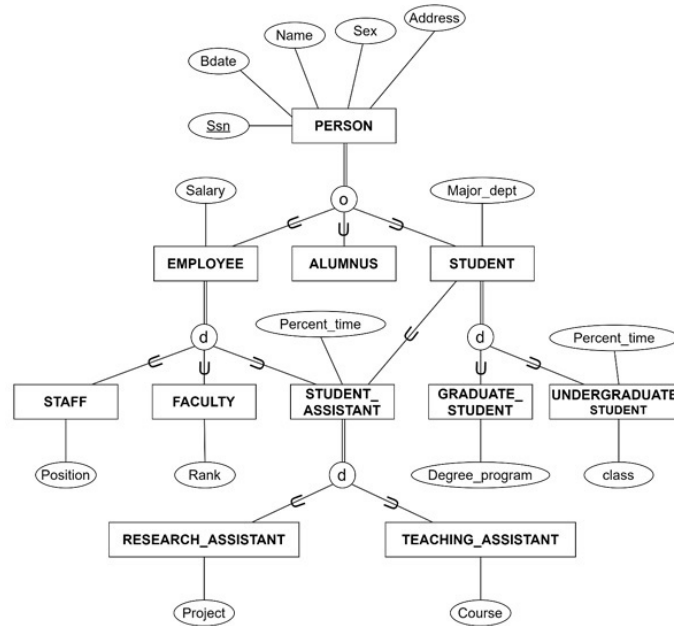 Address
Sex
Name
Bdate
Ssn
PERSON
o
Salary
Major_dept
EMPLOYEE
ALUMNUS
STUDENT
d
Percent_time
d
Percent_time
STAFF
FACULTY
STUDENT_
ASSISTANT
GRADUATE_
STUDENT
UNDERGRADUATE_
STUDENT
Position
Rank
d
Degree_program
class
RESEARCH_ASSISTANT
TEACHING_ASSISTANT
Project
Course